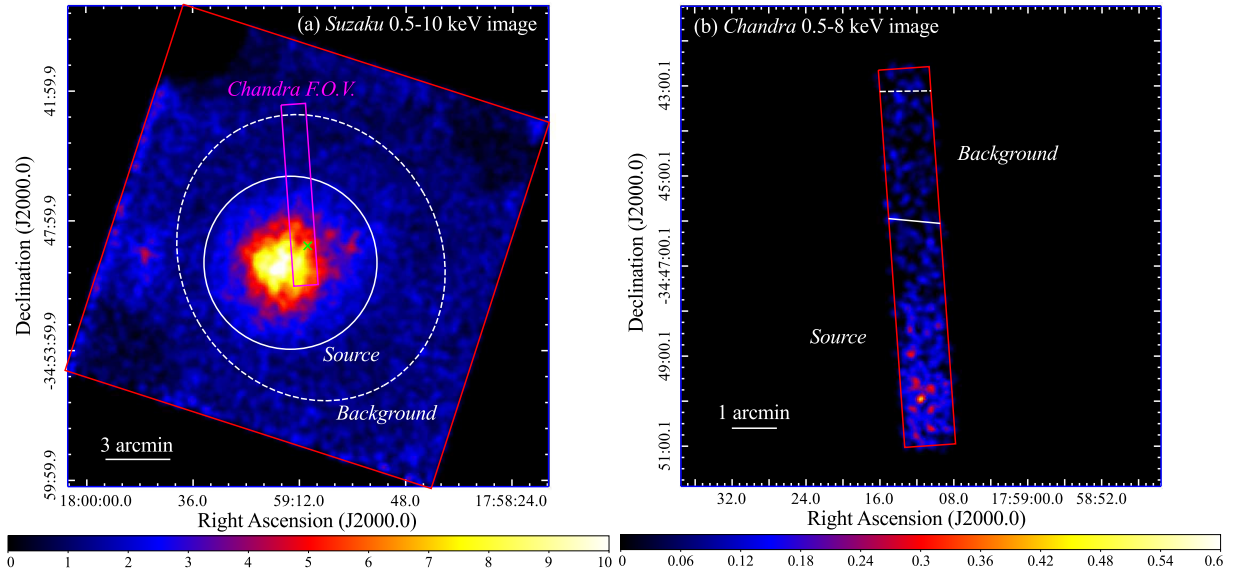 (a) Suzaku 0.5-10 keV image
Chandra F.O.V.
Source
Background
3 arcmin
Declination (J2000.0)
41:59.9
47:59.9
-34:53:59.9
59:59.9
18:00:00.0 36.0 59:12.0 48.0 17:58:24.0
Right Ascension (J2000.0)
0 1 2 3 4 5 6 7 8 9 10
(b) Chandra 0.5-8 keV image
Background
Source
1 arcmin
Declination (J2000.0)
43:00.1
45:00.1
-34:47:00.1
49:00.1
51:00.1
32.0 24.0 16.0 08.0 17:59:00.0 58:52.0
Right Ascension (J2000.0)
0 0.06 0.12 0.18 0.24 0.3 0.36 0.42 0.48 0.54 0.6